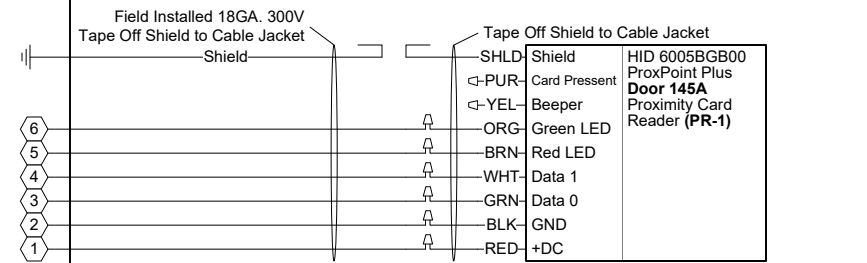 Field Installed 18GA. 300V
Tape Off Shield to Cable Jacket
Tape Off Shield to Cable Jacket
Shield
SHLD Shield
PUR Card Pressent
YEL Beeper
6 ORG Green LED
5 BRN Red LED
4 WHT Data 1
3 GRN Data 0
2 BLK GND
1 RED +DC
HID 6005BGB00
ProxPoint Plus
Door 145A
Proximity Card
Reader (PR-1)